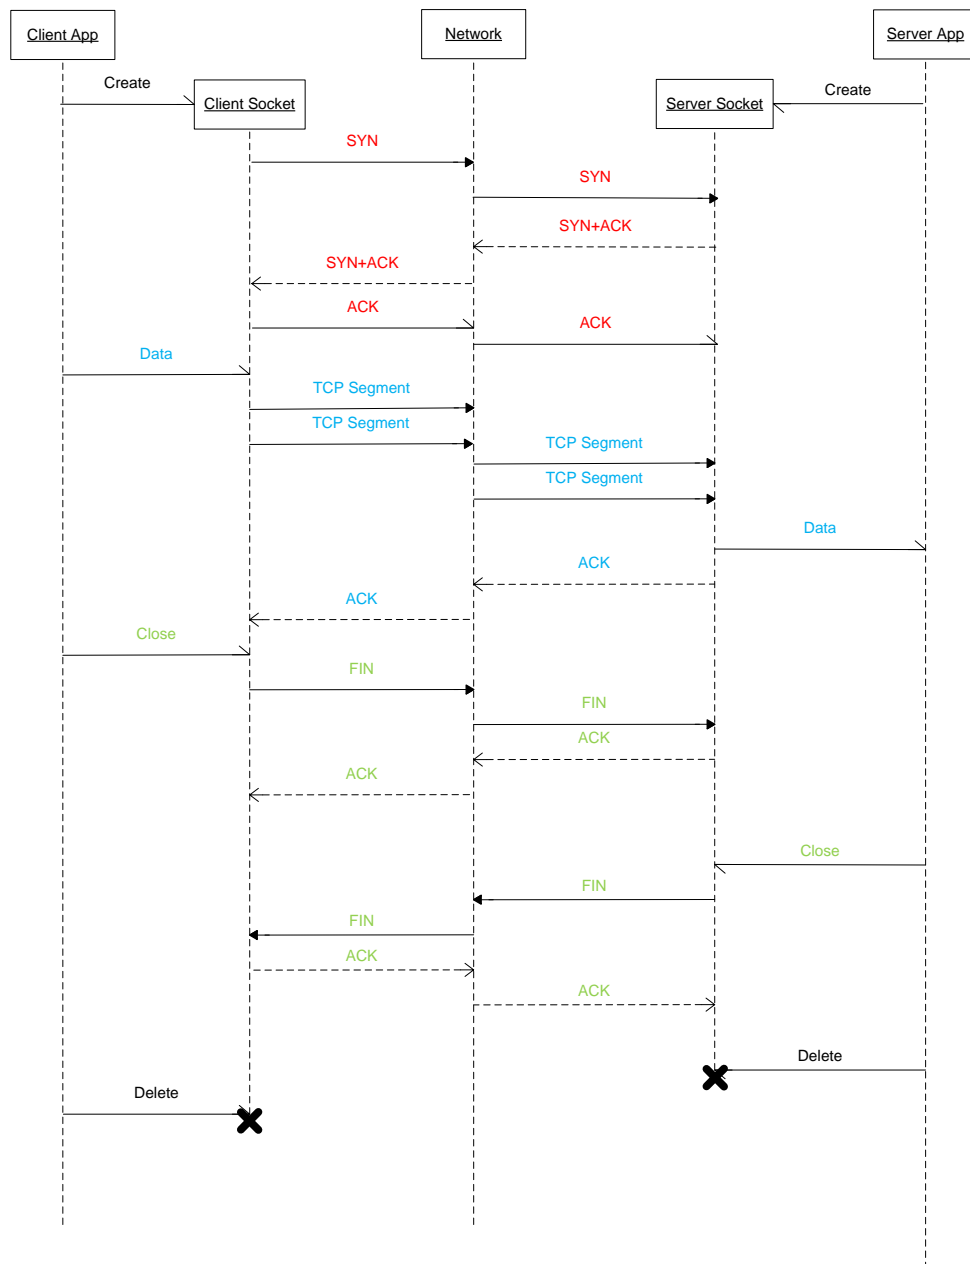 Client App
Network
Server App
Create
Create
Client Socket
Server Socket
SYN
SYN
SYN+ACK
SYN+ACK
ACK
ACK
Data
TCP Segment
TCP Segment
TCP Segment
TCP Segment
Data
ACK
ACK
Close
FIN
FIN
ACK
ACK
Close
FIN
FIN
ACK
ACK
Delete
Delete